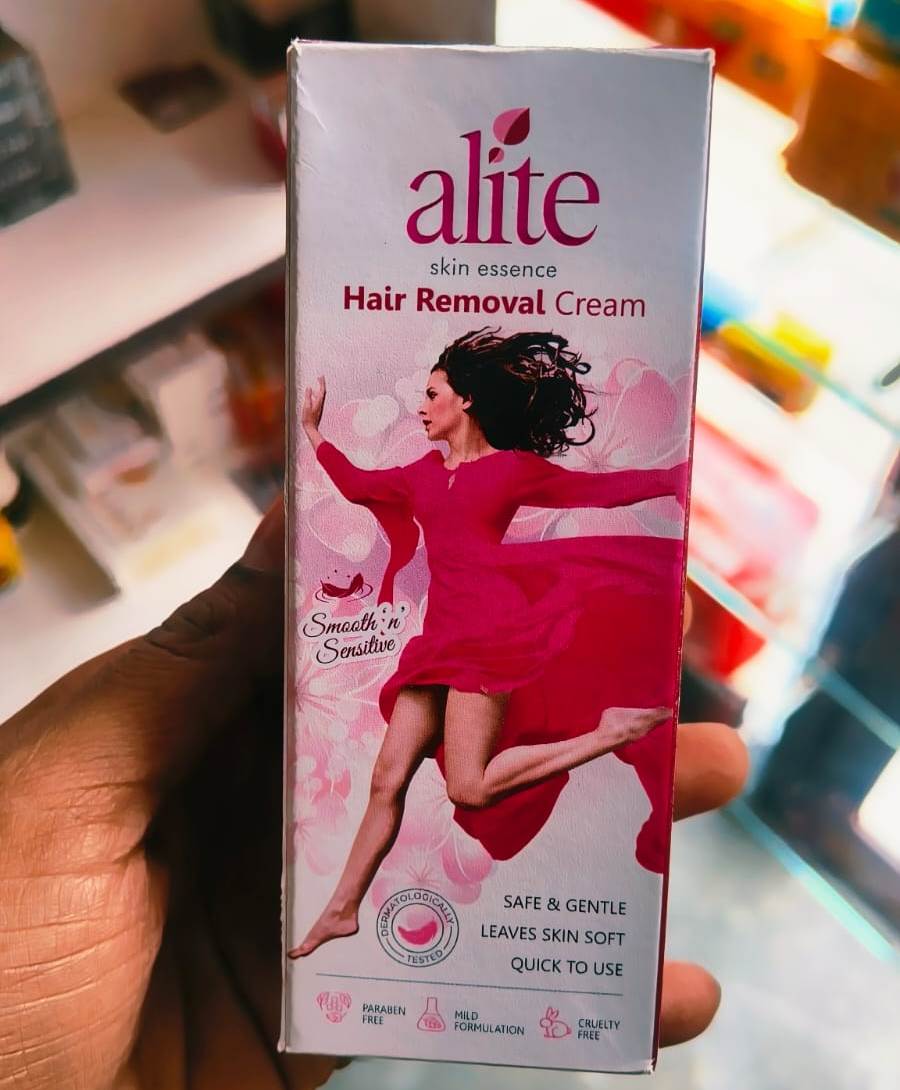 alite
skin essence
Hair Removal Cream
Smooth 'n'
Sensitive
DERMATOLOGICALLY
TESTED
SAFE & GENTLE
LEAVES SKIN SOFT
QUICK TO USE
PARABEN
FREE
MILD
FORMULATION
CRUELTY
FREE